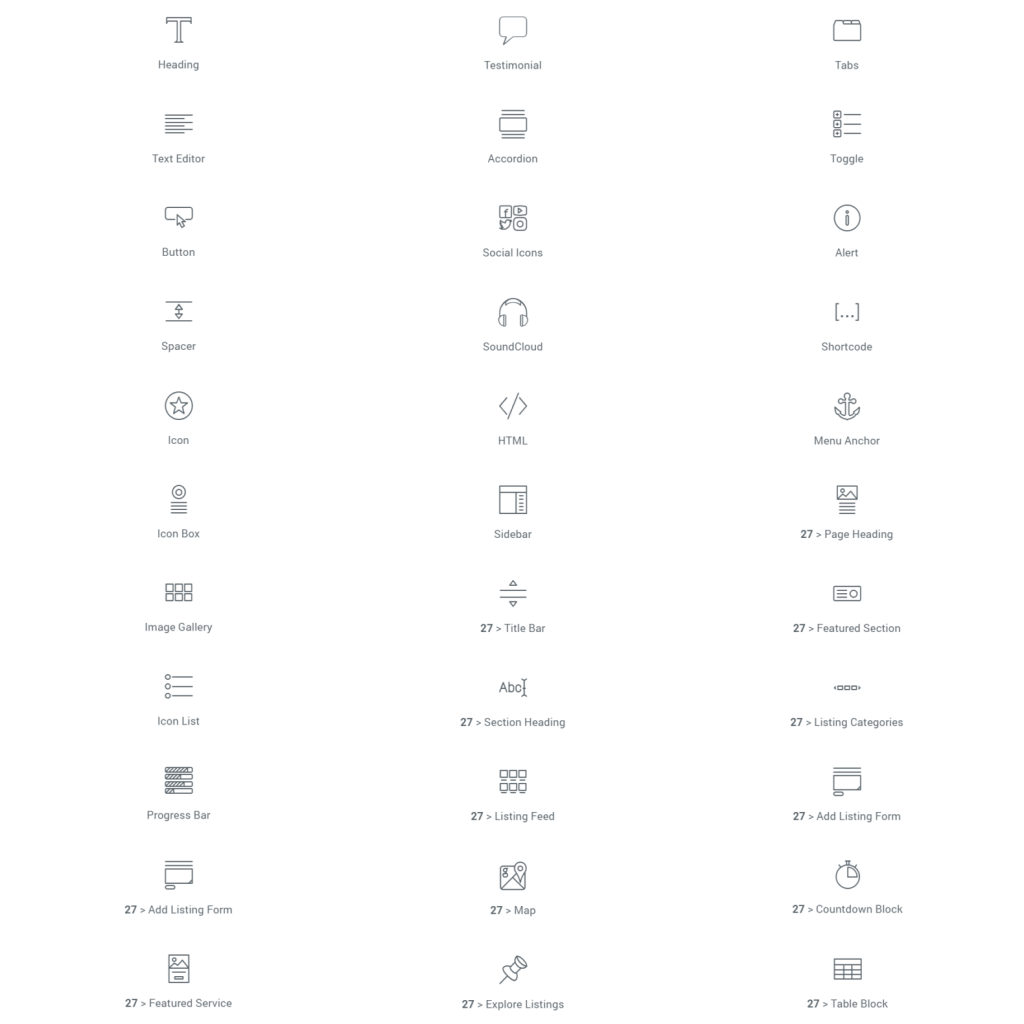 Heading
Testimonial
Tabs
Text Editor
Accordion
Toggle
Button
Social Icons
Alert
Spacer
SoundCloud
[...]
Shortcode
Icon
HTML
Menu Anchor
Icon Box
Sidebar
27 > Page Heading
Image Gallery
27 > Title Bar
27 > Featured Section
Abc
Icon List
27 > Section Heading
27 > Listing Categories
Progress Bar
27 > Listing Feed
27 > Add Listing Form
27 > Add Listing Form
27 > Map
27 > Countdown Block
27 > Featured Service
27 > Explore Listings
27 > Table Block